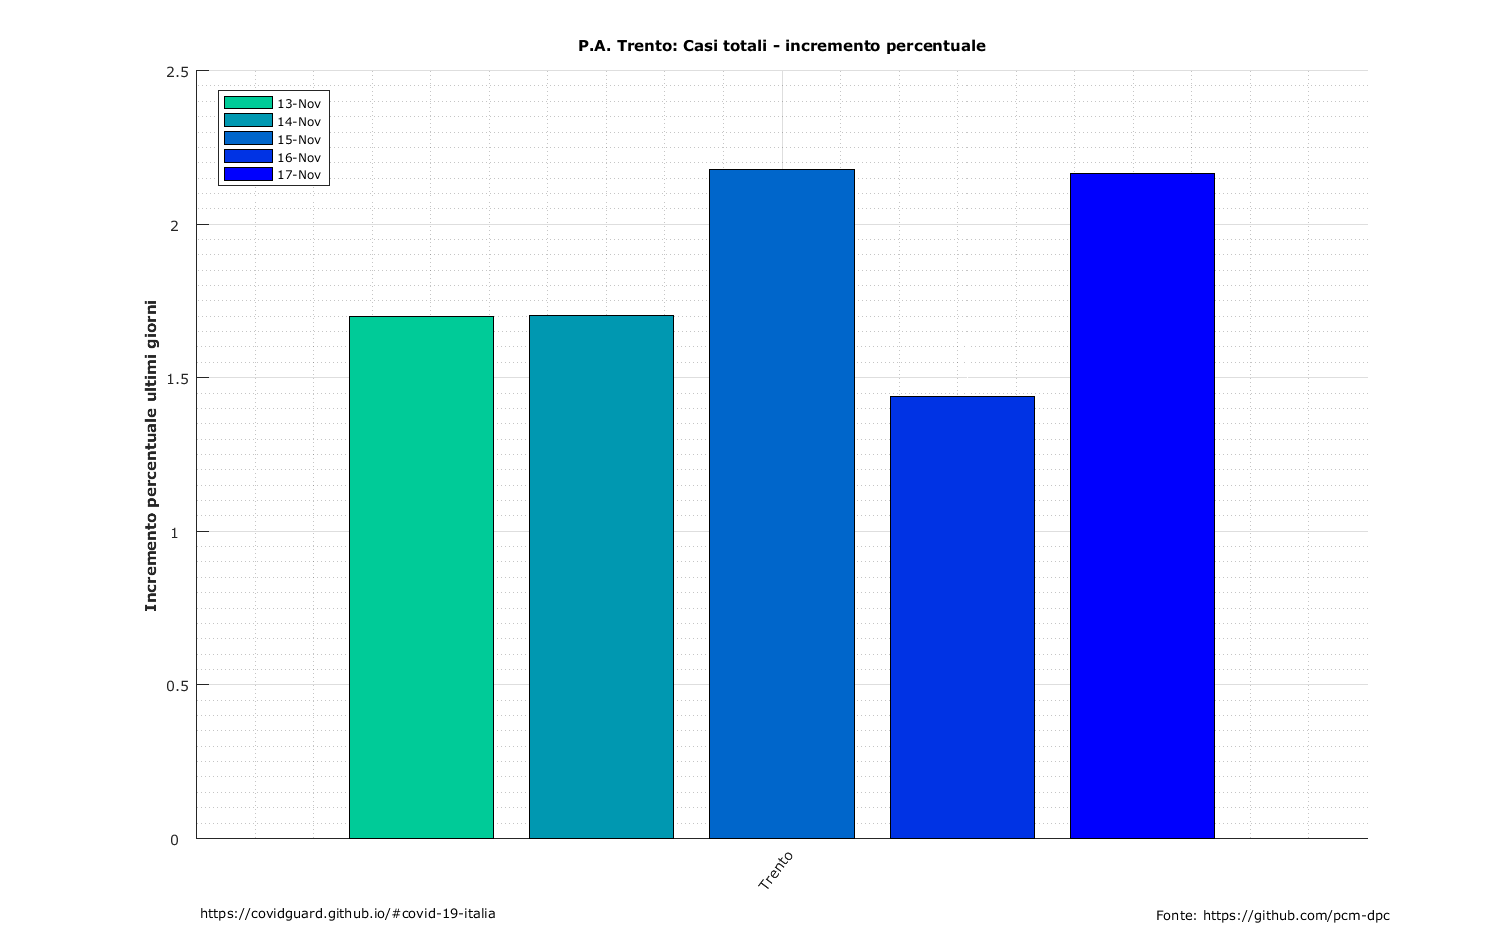 P.A. Trento: Casi totali - incremento percentuale
2.5
2
1.5
1
0.5
0
Incremento percentuale ultimi giorni
13-Nov
14-Nov
15-Nov
16-Nov
17-Nov
Trento
https://covidguard.github.io/#covid-19-italia
Fonte: https://github.com/pcm-dpc